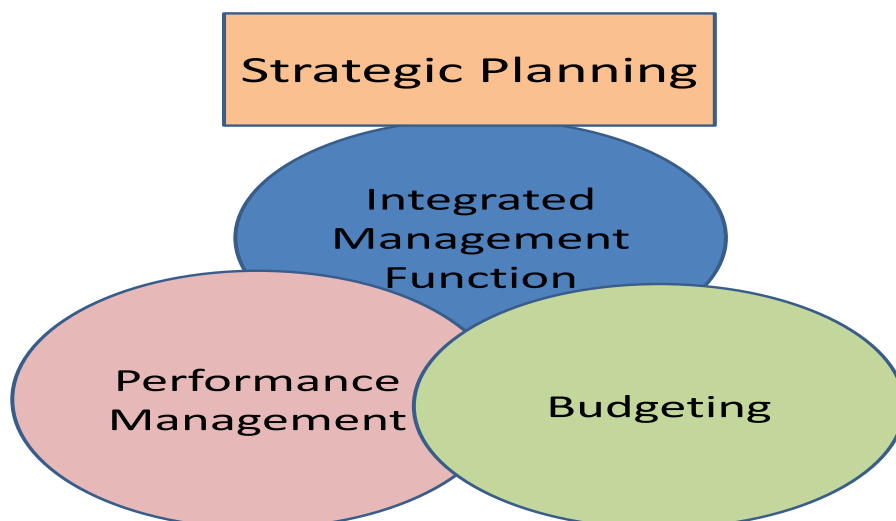 Strategic Planning
Integrated
Management
Function
Performance
Management
Budgeting